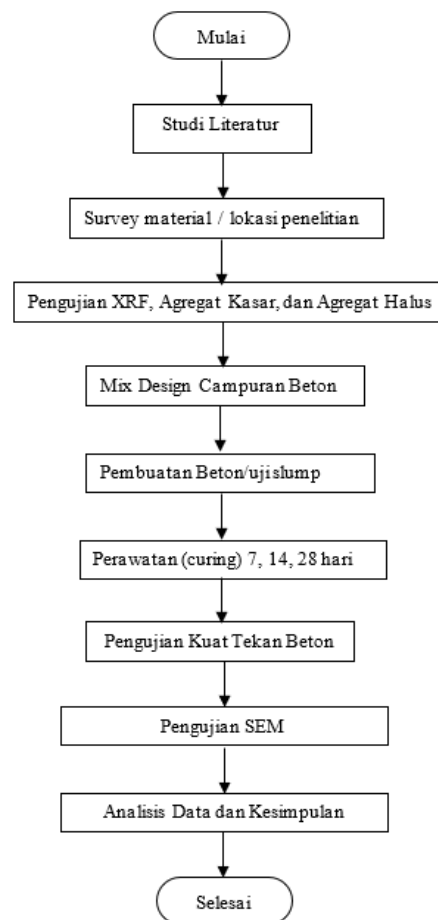 Mulai
Studi Literatur
Survey material / lokasi penelitian
Pengujian XRF, Agregat Kasar, dan Agregat Halus
Mix Design Campuran Beton
Pembuatan Beton/uji slump
Perawatan (curing) 7, 14, 28 hari
Pengujian Kuat Tekan Beton
Pengujian SEM
Analisis Data dan Kesimpulan
Selesai